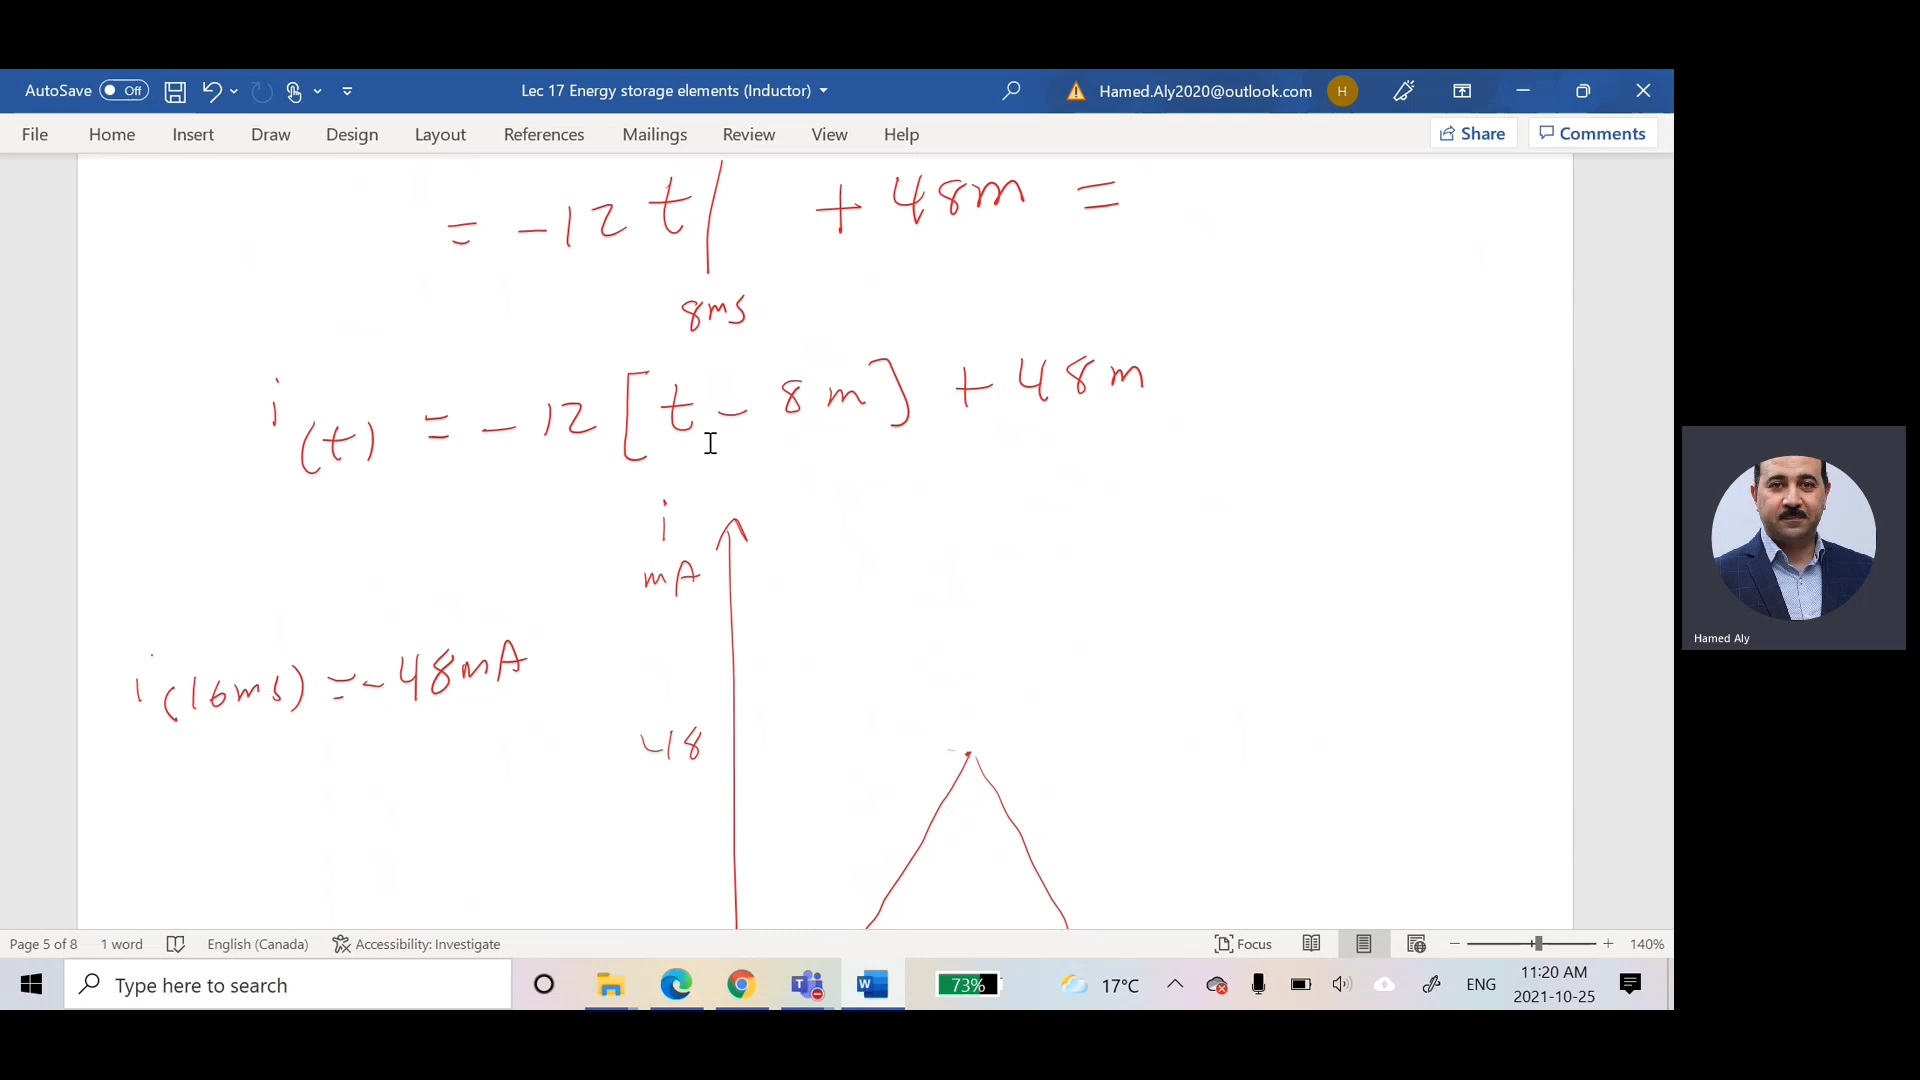 AutoSave Off Lec 17 Energy storage elements (Inductor) Hamed.Aly2020@outlook.com H
File Home Insert Draw Design Layout References Mailings Review View Help Share Comments
= -12 t | + 48m =
8ms
i(t) = -12 [t - 8m] + 48m
i
mA
i(16ms) = -48mA
48
Hamed Aly
Page 5 of 8 1 word English (Canada) Accessibility: Investigate Focus 140%
Type here to search 73% 17°C ENG 11:20 AM
2021-10-25